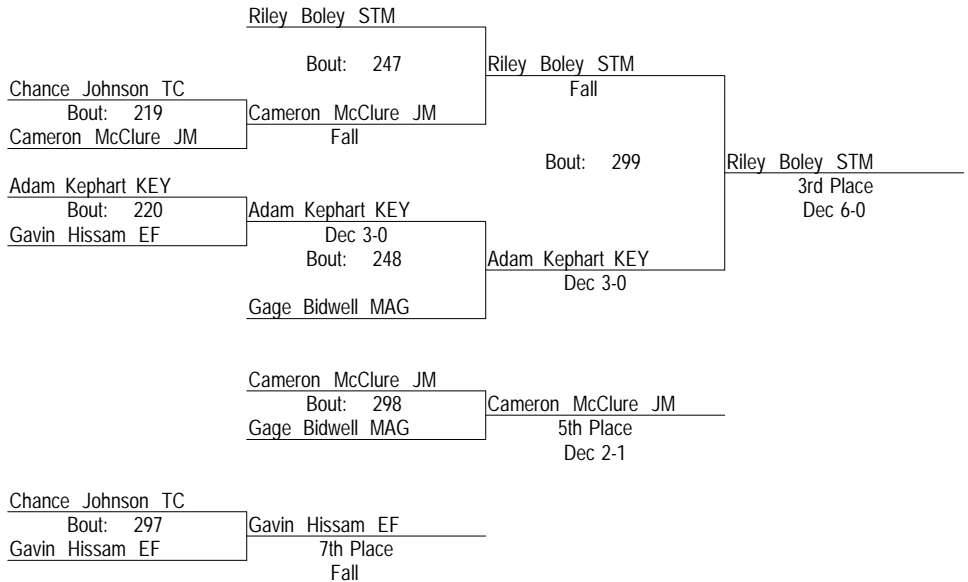 Riley Boley STM
Bout: 247
Riley Boley STM
Fall
Chance Johnson TC
Bout: 219
Cameron McClure JM
Cameron McClure JM
Fall
Bout: 299
Riley Boley STM
3rd Place
Dec 6-0
Adam Kephart KEY
Bout: 220
Gavin Hissam EF
Adam Kephart KEY
Dec 3-0
Bout: 248
Adam Kephart KEY
Dec 3-0
Gage Bidwell MAG
Cameron McClure JM
Bout: 298
Gage Bidwell MAG
Cameron McClure JM
5th Place
Dec 2-1
Chance Johnson TC
Bout: 297
Gavin Hissam EF
Gavin Hissam EF
7th Place
Fall